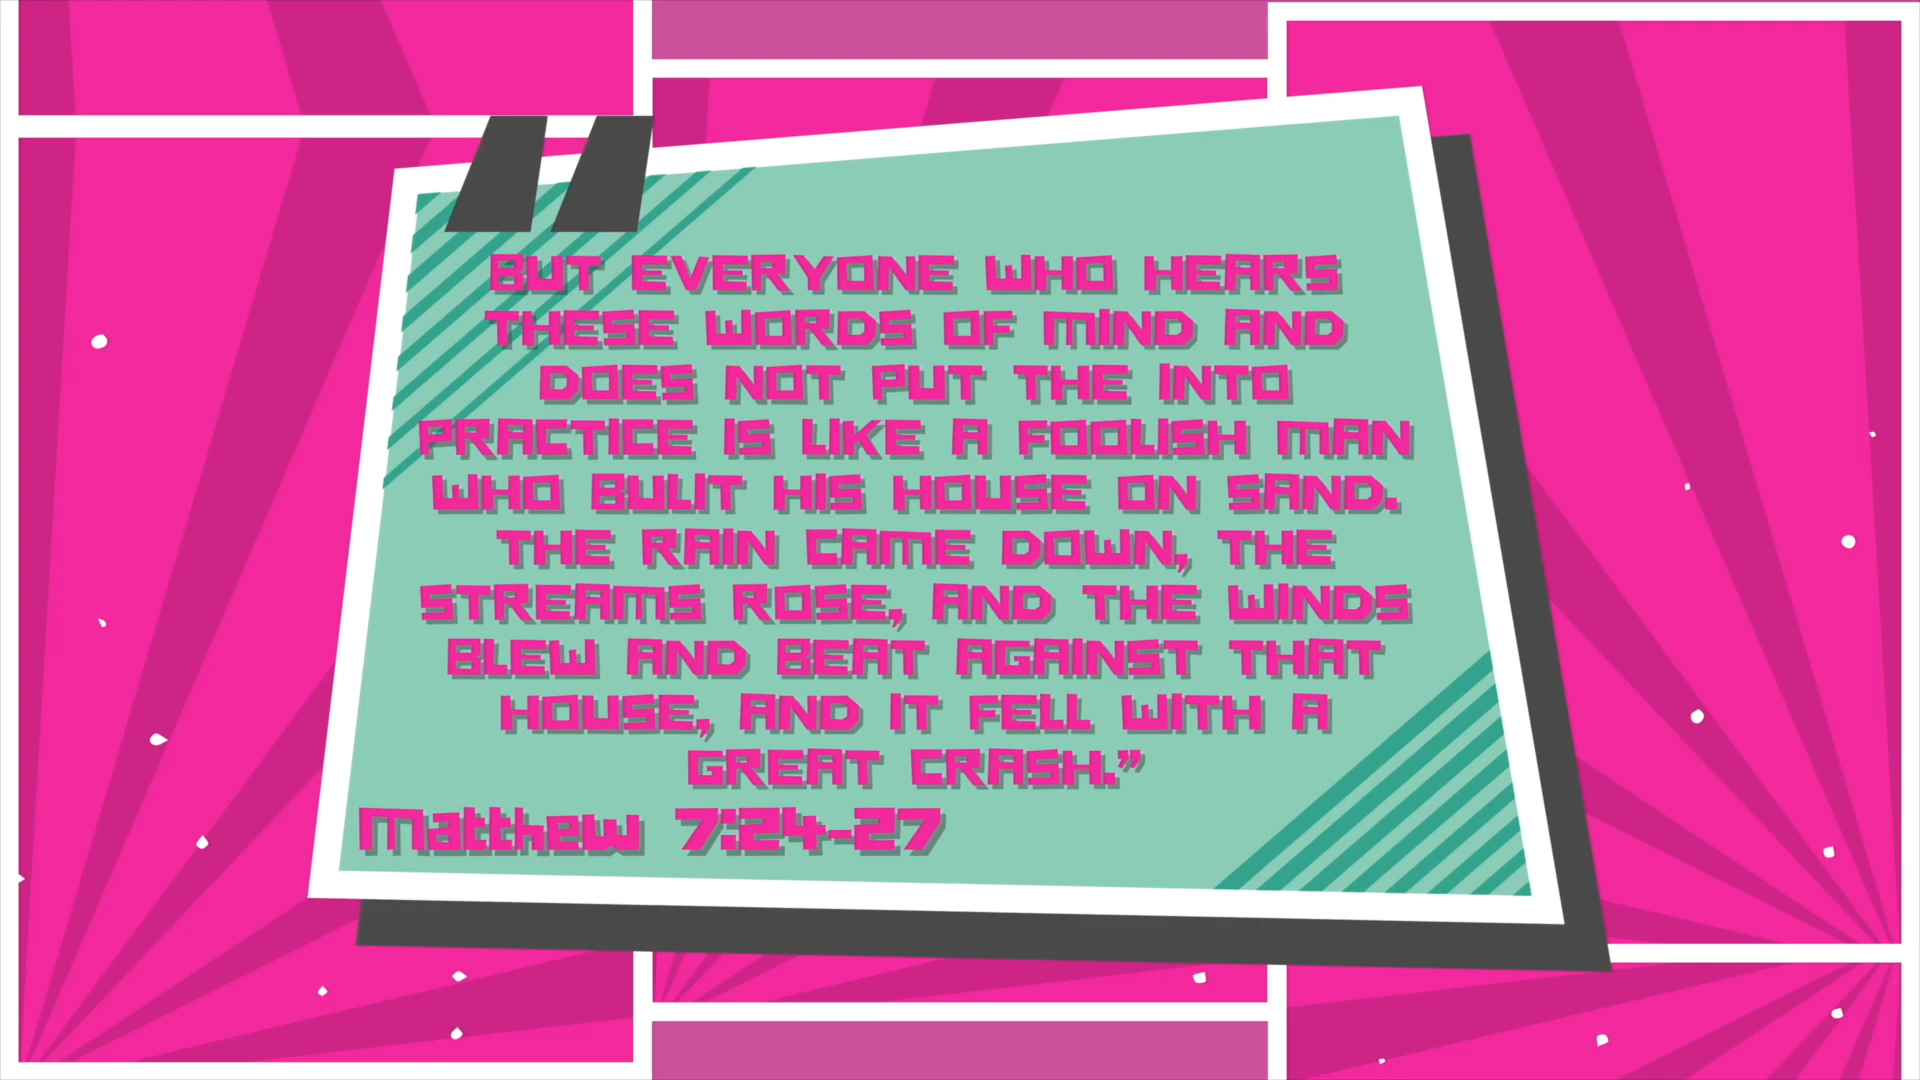 BUT EVERYONE WHO HEARS
THESE WORDS OF MIND AND
DOES NOT PUT THE INTO
PRACTICE IS LIKE A FOOLISH MAN
WHO BULIT HIS HOUSE ON SAND.
THE RAIN CAME DOWN, THE
STREAMS ROSE, AND THE WINDS
BLEW AND BEAT AGAINST THAT
HOUSE, AND IT FELL WITH A
GREAT CRASH.”
Matthew 7:24-27